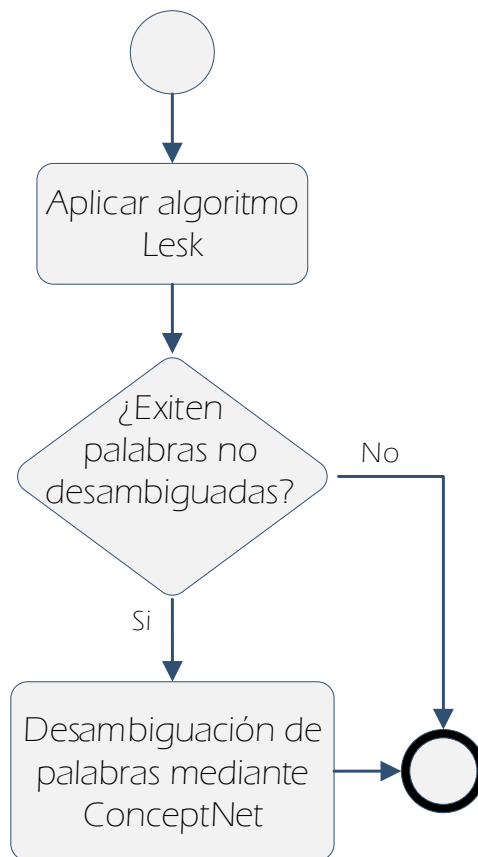 Aplicar algoritmo
Lesk
¿Exiten
palabras no
desambiguadas?
No
Si
Desambiguación de
palabras mediante
ConceptNet